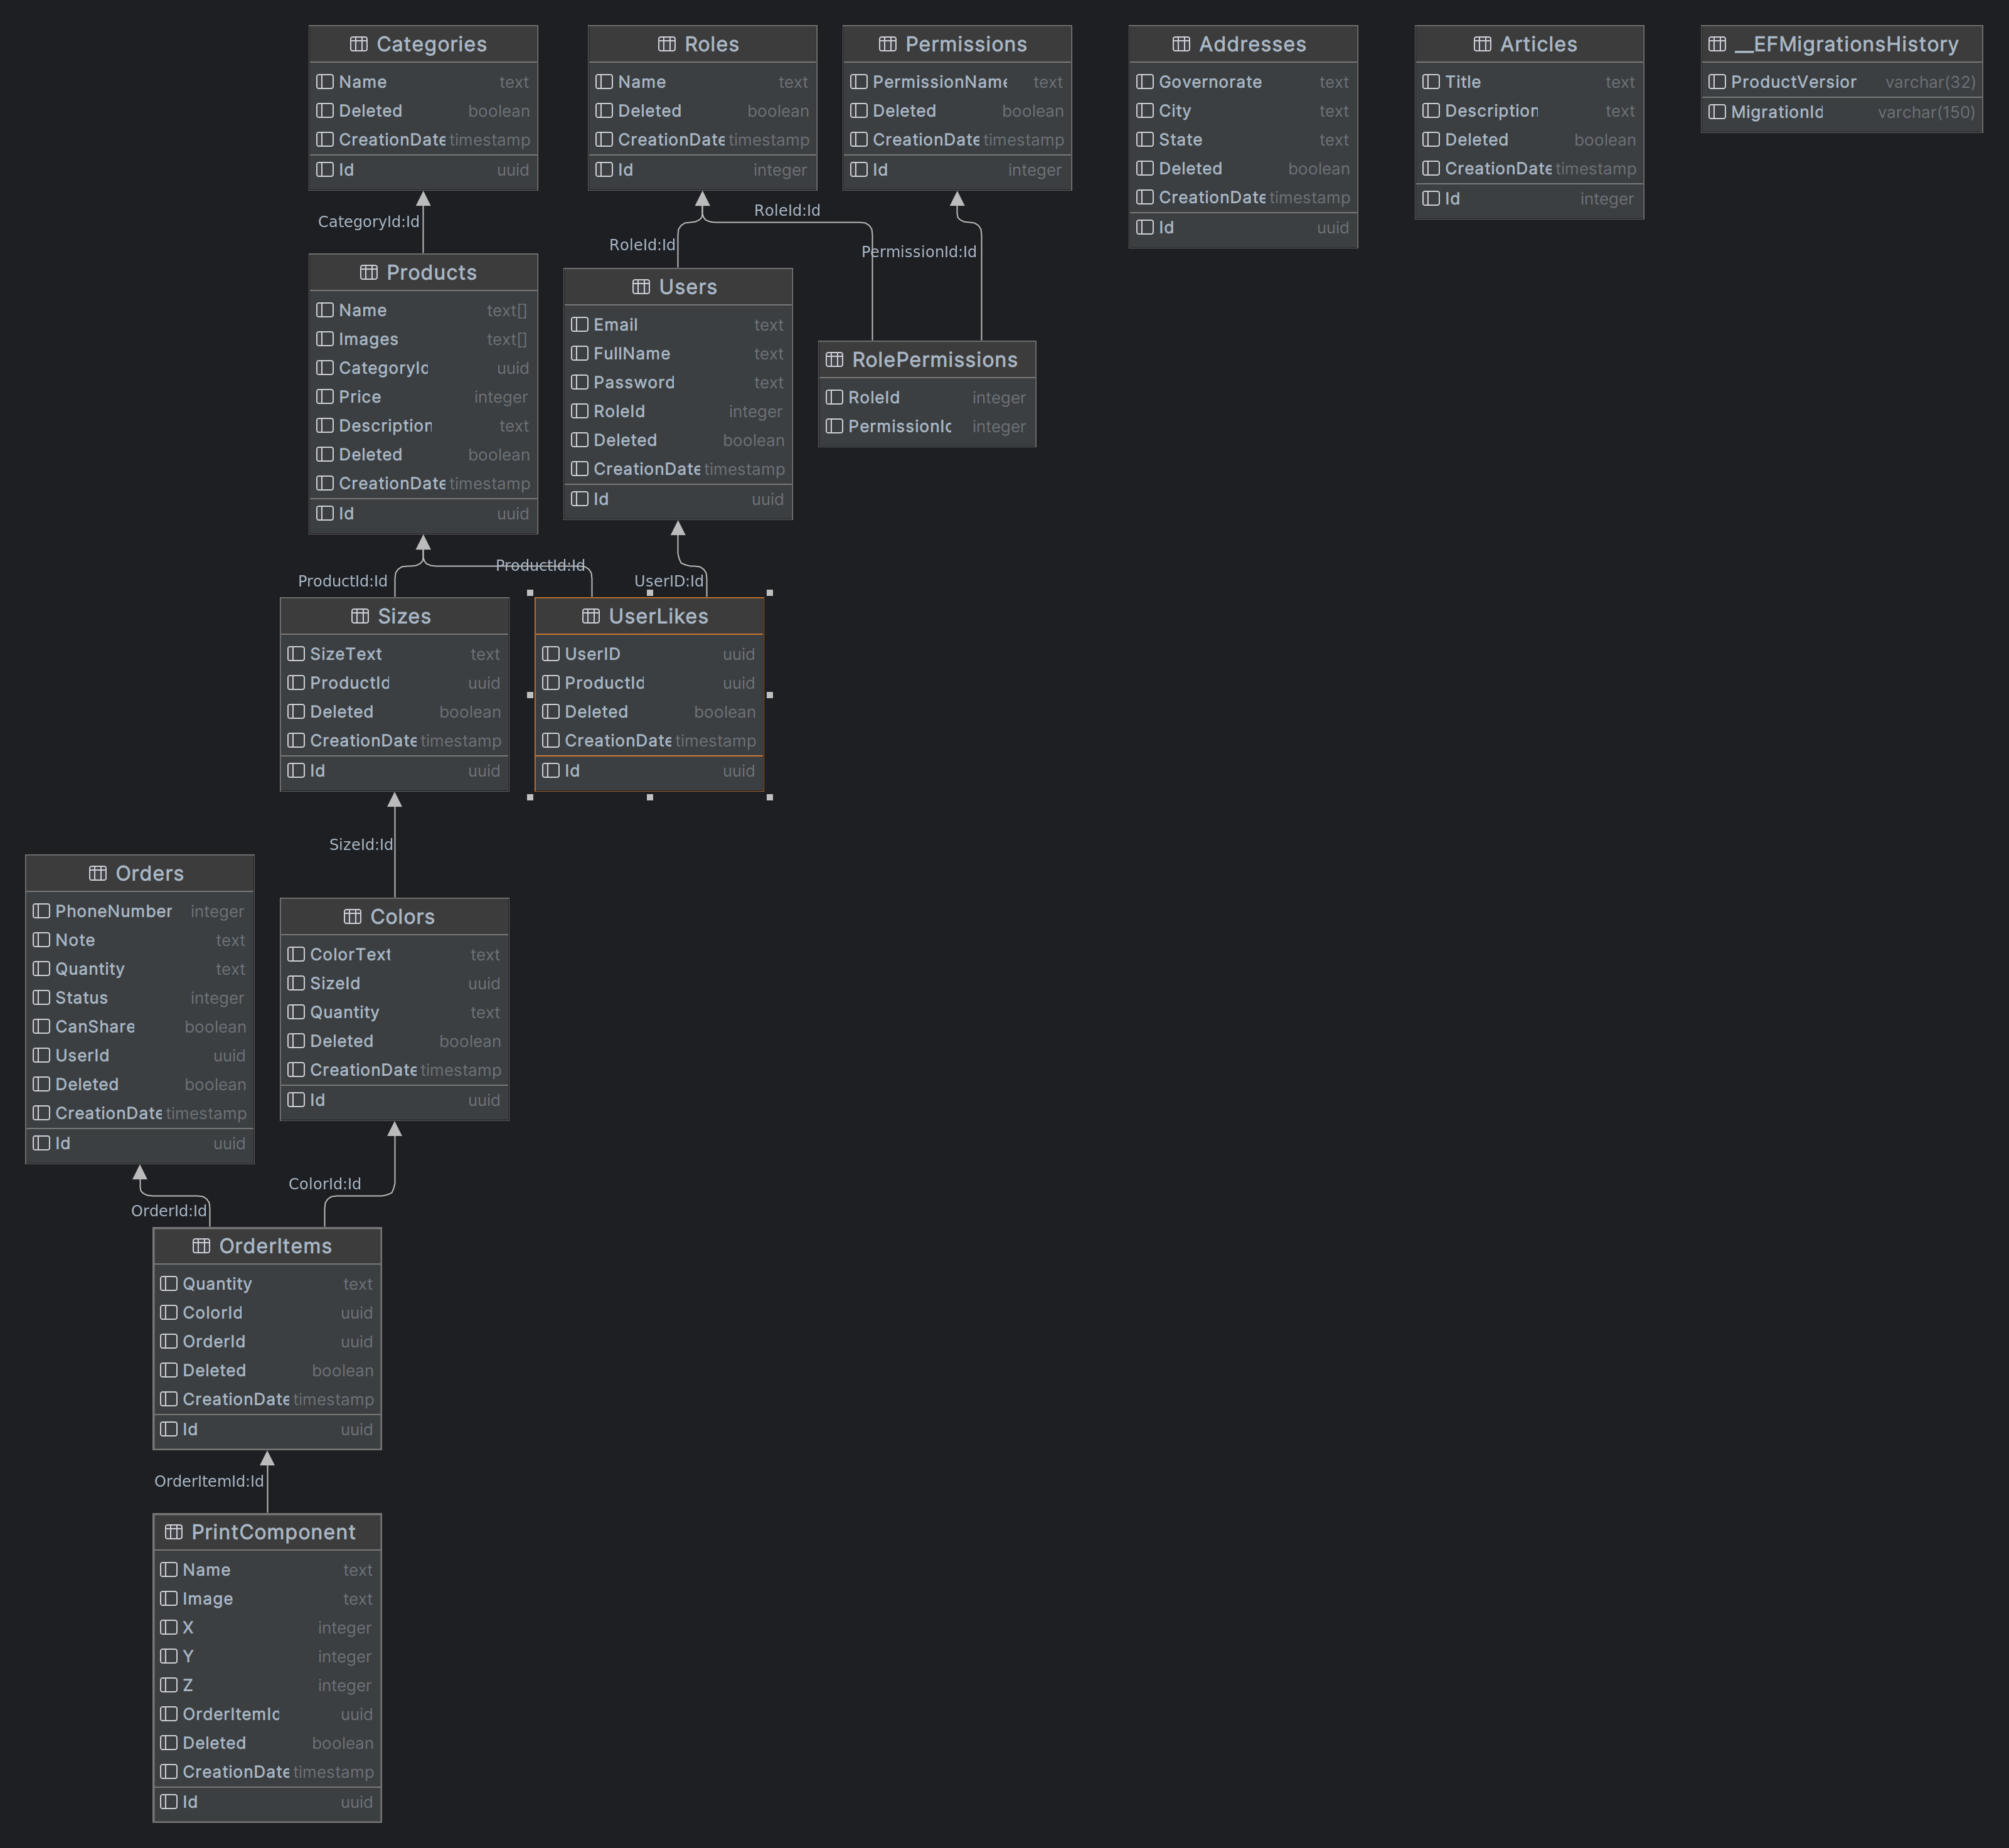 Categories
Name text
Deleted boolean
CreationDate timestamp
Id uuid
Roles
Name text
Deleted boolean
CreationDate timestamp
Id integer
Permissions
PermissionName text
Deleted boolean
CreationDate timestamp
Id integer
Addresses
Governorate text
City text
State text
Deleted boolean
CreationDate timestamp
Id uuid
Articles
Title text
Description text
Deleted boolean
CreationDate timestamp
Id integer
__EFMigrationsHistory
ProductVersion varchar(32)
MigrationId varchar(150)
CategoryId:Id
RoleId:Id
RoleId:Id
PermissionId:Id
Products
Name text[]
Images text[]
CategoryId uuid
Price integer
Description text
Deleted boolean
CreationDate timestamp
Id uuid
Users
Email text
FullName text
Password text
RoleId integer
Deleted boolean
CreationDate timestamp
Id uuid
RolePermissions
RoleId integer
PermissionId integer
ProductId:Id
ProductId:Id
UserID:Id
Sizes
SizeText text
ProductId uuid
Deleted boolean
CreationDate timestamp
Id uuid
UserLikes
UserID uuid
ProductId uuid
Deleted boolean
CreationDate timestamp
Id uuid
SizeId:Id
Orders
PhoneNumber integer
Note text
Quantity text
Status integer
CanShare boolean
UserId uuid
Deleted boolean
CreationDate timestamp
Id uuid
Colors
ColorText text
SizeId uuid
Quantity text
Deleted boolean
CreationDate timestamp
Id uuid
OrderId:Id
ColorId:Id
OrderItems
Quantity text
ColorId uuid
OrderId uuid
Deleted boolean
CreationDate timestamp
Id uuid
OrderItemId:Id
PrintComponent
Name text
Image text
X integer
Y integer
Z integer
OrderItemId uuid
Deleted boolean
CreationDate timestamp
Id uuid